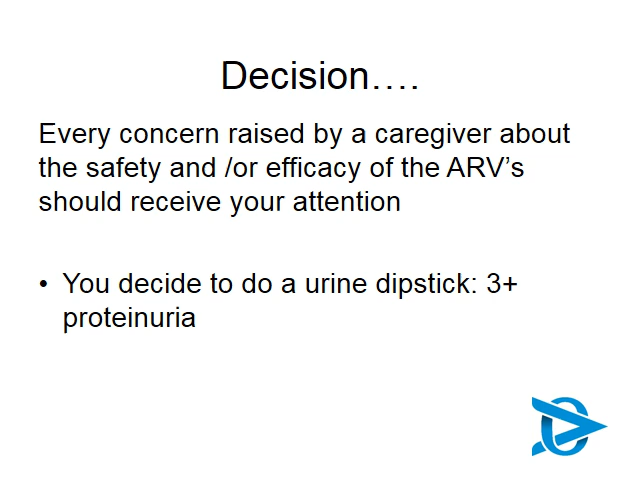 Decision….
Every concern raised by a caregiver about
the safety and /or efficacy of the ARV’s
should receive your attention
• You decide to do a urine dipstick: 3+
proteinuria